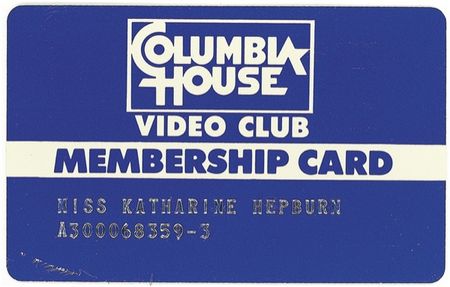 COLUMBIA
HOUSE
VIDEO CLUB
MEMBERSHIP CARD
MISS KATHARINE HEPBURN
A300068359-3